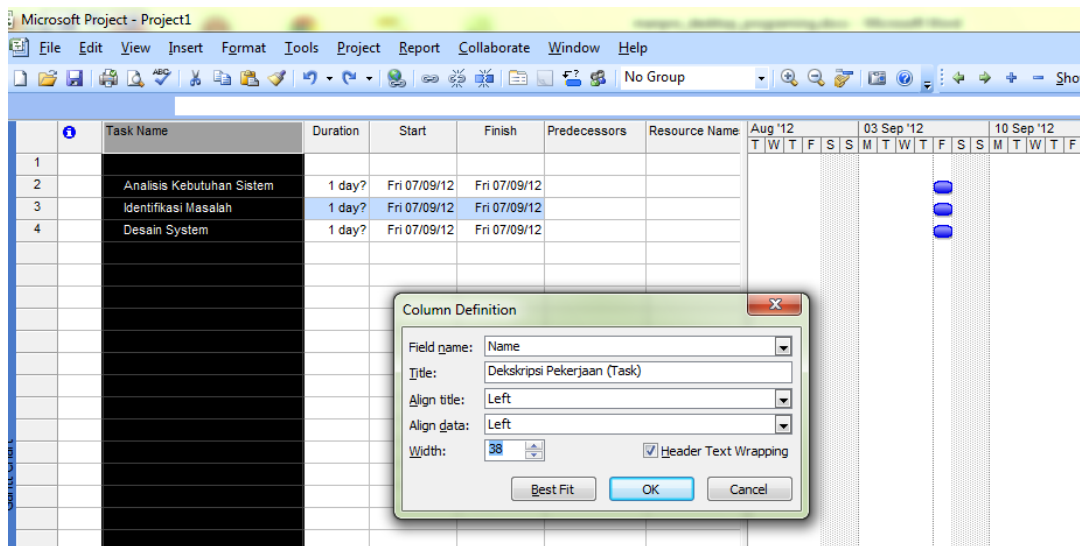 Microsoft Project - Project1
File Edit View Insert Format Tools Project Report Collaborate Window Help
ABC No Group Sho
Task Name Duration Start Finish Predecessors Resource Name Aug '12 03 Sep '12 10 Sep '12
T W T F S S M T W T F S S M T W T F
1
2 Analisis Kebutuhan Sistem 1 day? Fri 07/09/12 Fri 07/09/12
3 Identifikasi Masalah 1 day? Fri 07/09/12 Fri 07/09/12
4 Desain System 1 day? Fri 07/09/12 Fri 07/09/12
Column Definition
Field name: Name
Title: Dekskripsi Pekerjaan (Task)
Align title: Left
Align data: Left
Width: 38 Header Text Wrapping
Best Fit OK Cancel